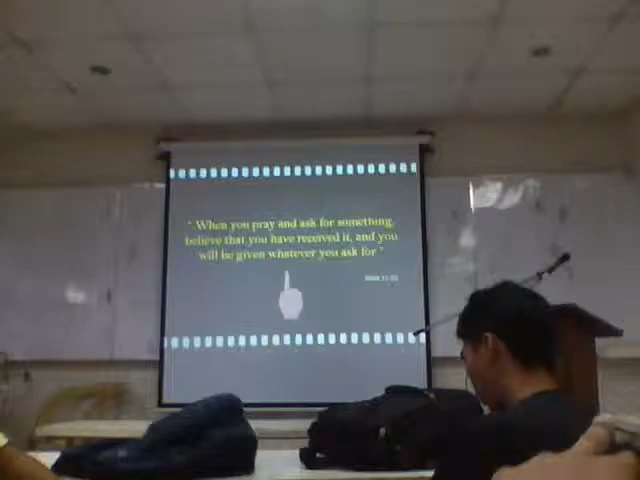 " When you pray and ask for something,
believe that you have received it, and you
will be given whatever you ask for "